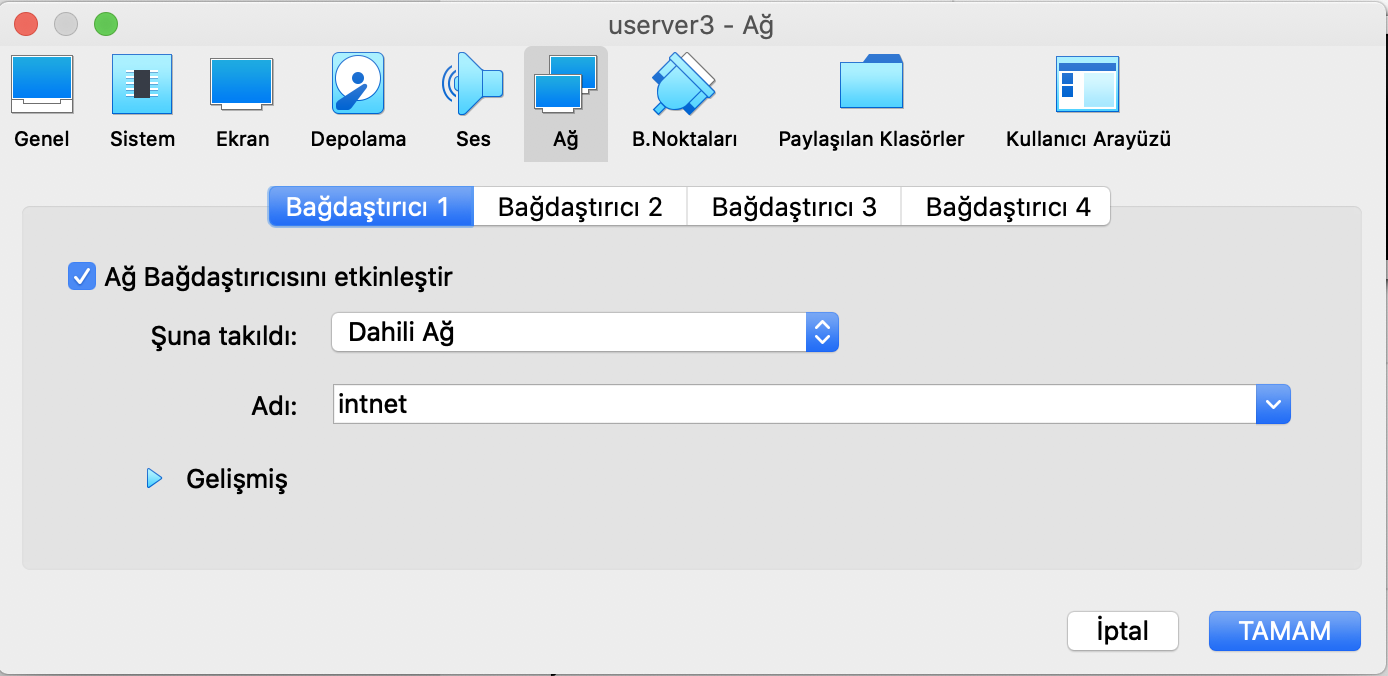 userver3 - Ağ
Genel Sistem Ekran Depolama Ses Ağ B.Noktaları Paylaşılan Klasörler Kullanıcı Arayüzü
Bağdaştırıcı 1 Bağdaştırıcı 2 Bağdaştırıcı 3 Bağdaştırıcı 4
Ağ Bağdaştırıcısını etkinleştir
Şuna takıldı: Dahili Ağ
Adı: intnet
Gelişmiş
İptal TAMAM